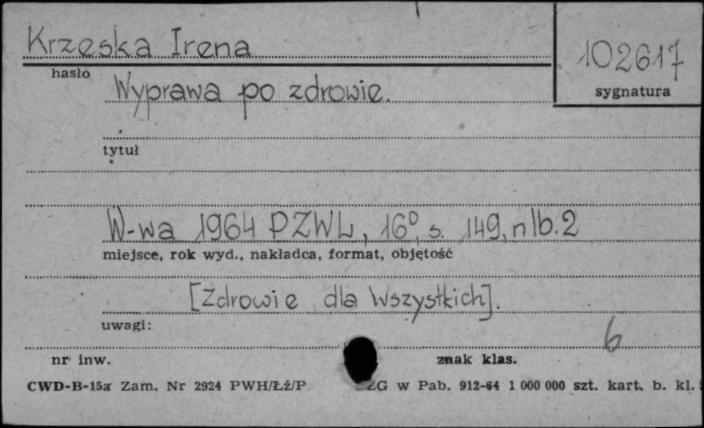 Krzeska Irena
102617
hasło
sygnatura
Wyprawa po zdrowie.
tytuł
W-wa 1964 PZWL, 16°, s. 149, nlb. 2
miejsce, rok wyd., nakładca, format, objętość
[Zdrowie dla Wszystkich].
uwagi:
6
nr inw.
znak klas.
CWD-B-15a Zam. Nr 2924 PWH/Łź/P ZG w Pab. 912-64 1 000 000 szt. kart. b. kl.